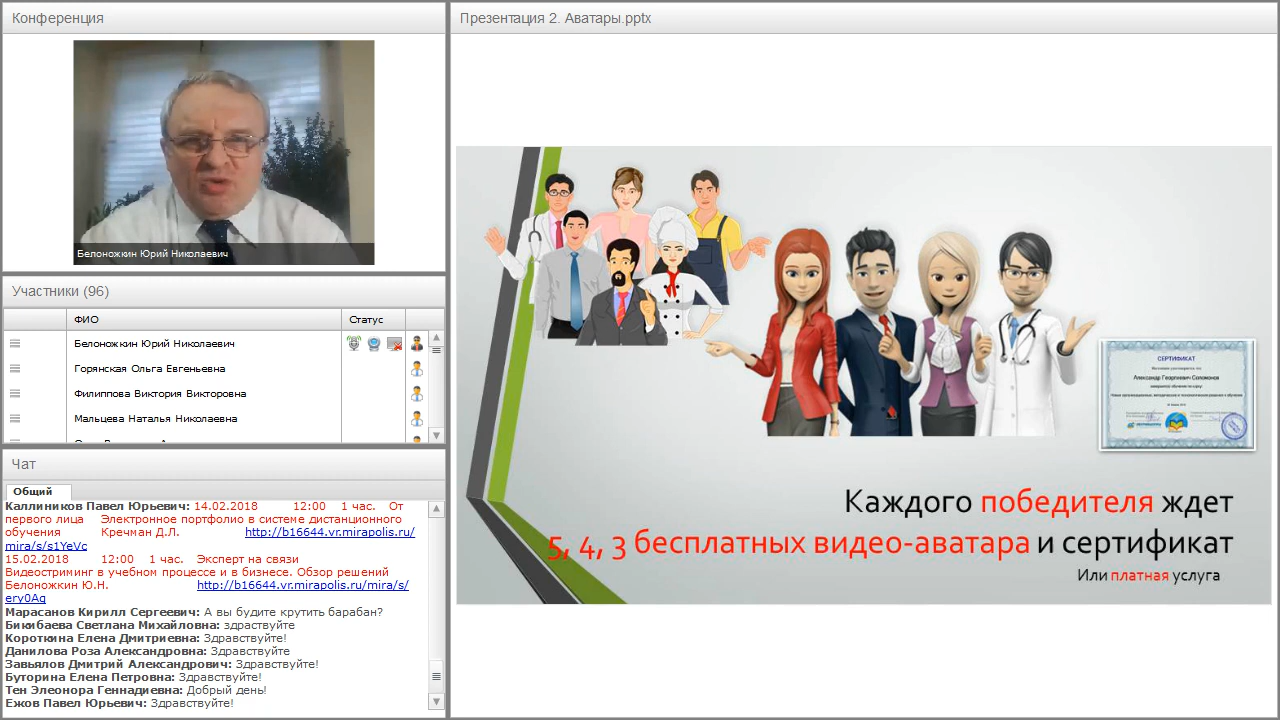 Конференция
Белоножкин Юрий Николаевич
Участники (96)
ФИО
Статус
Белоножкин Юрий Николаевич
Горянская Ольга Евгеньевна
Филиппова Виктория Викторовна
Мальцева Наталья Николаевна
Чат
Общий
Каллиников Павел Юрьевич: 14.02.2018 12:00 1 час. От
первого лица Электронное портфолио в системе дистанционного
обучения Кречман Д.Л. http://b16644.vr.mirapolis.ru/
mira/s/s1YeVc
15.02.2018 12:00 1 час. Эксперт на связи
Видеостриминг в учебном процессе и в бизнесе. Обзор решений
Белоножкин Ю.Н. http://b16644.vr.mirapolis.ru/mira/s/
ery0Aq
Марасанов Кирилл Сергеевич: А вы будите крутить барабан?
Бикибаева Светлана Михайловна: здраствуйте
Короткина Елена Дмитриевна: Здравствуйте!
Данилова Роза Александровна: Здравствуйте
Завьялов Дмитрий Александрович: Здравствуйте!
Буторина Елена Петровна: Здравствуйте!
Тен Элеонора Геннадиевна: Добрый день!
Ежов Павел Юрьевич: Здравствуйте!
Презентация 2. Аватары.pptx
СЕРТИФИКАТ
Александр Георгиевич Соломонов
Каждого победителя ждет
5, 4, 3 бесплатных видео-аватара и сертификат
Или платная услуга